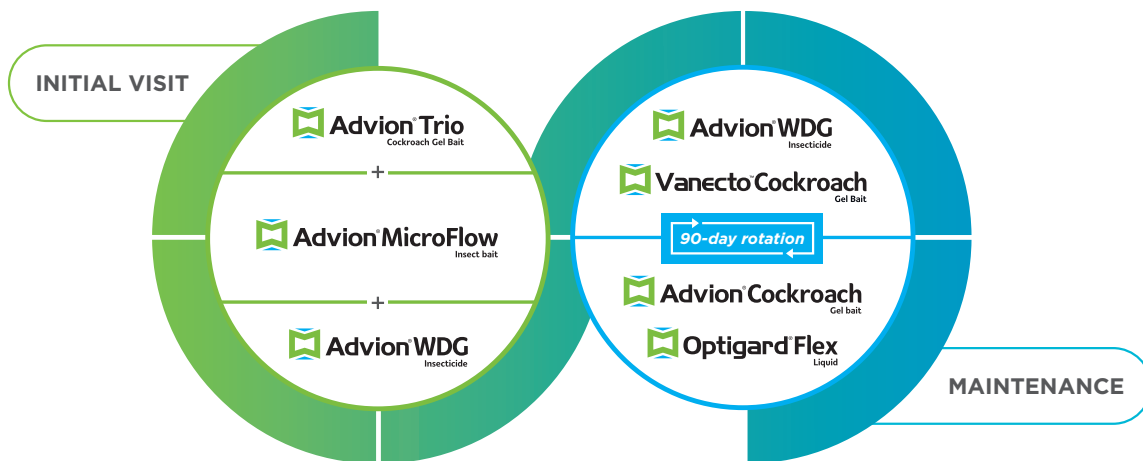 INITIAL VISIT
Advion® Trio
Cockroach Gel Bait
+
Advion® MicroFlow
Insect bait
+
Advion® WDG
Insecticide
Advion® WDG
Insecticide
Vanecto™ Cockroach
Gel Bait
90-day rotation
Advion® Cockroach
Gel bait
Optigard® Flex
Liquid
MAINTENANCE